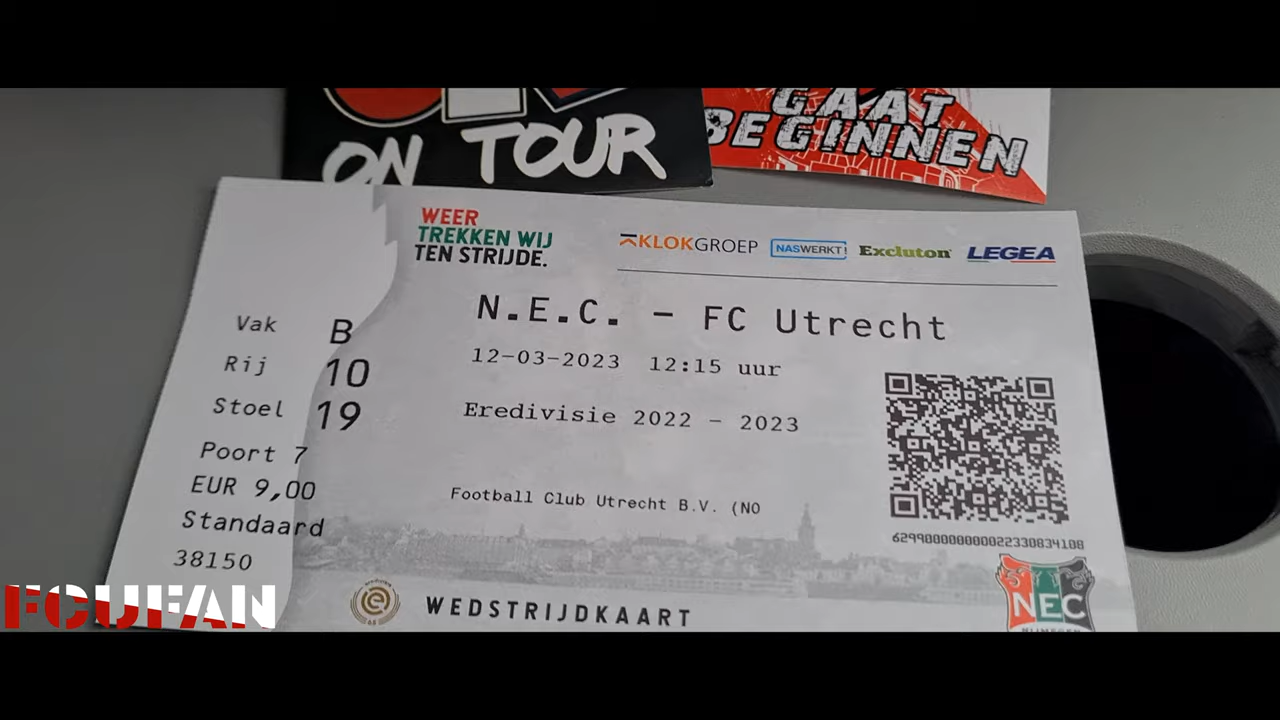 ON TOUR
GAAT
BEGINNEN
WEER
TREKKEN WIJ
TEN STRIJDE.
KLOKGROEP NASWERKT! Excluton LEGEA
N.E.C. - FC Utrecht
12-03-2023 12:15 uur
Eredivisie 2022 - 2023
Football Club Utrecht B.V. (NO
Vak B
Rij 10
Stoel 19
Poort 7
EUR 9,00
Standaard
38150
WEDSTRIJDKAART
NEC
FCUFAN